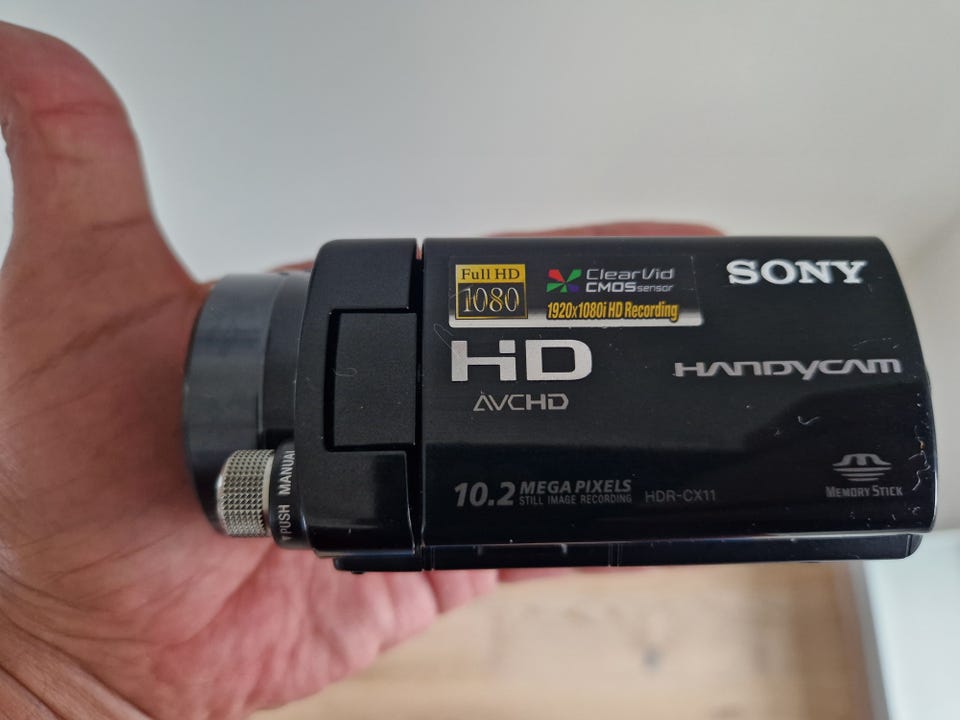 Full HD
1080
ClearVid
CMOS sensor
1920x1080i HD Recording
SONY
HD
AVCHD
HANDYCAM
10.2 MEGA PIXELS
STILL IMAGE RECORDING
HDR-CX11
MEMORY STICK
PUSH MANUAL